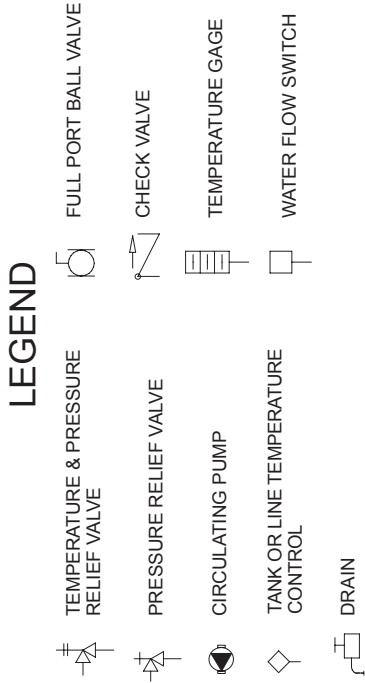 LEGEND
TEMPERATURE & PRESSURE
RELIEF VALVE
PRESSURE RELIEF VALVE
CIRCULATING PUMP
TANK OR LINE TEMPERATURE
CONTROL
DRAIN
FULL PORT BALL VALVE
CHECK VALVE
TEMPERATURE GAGE
WATER FLOW SWITCH